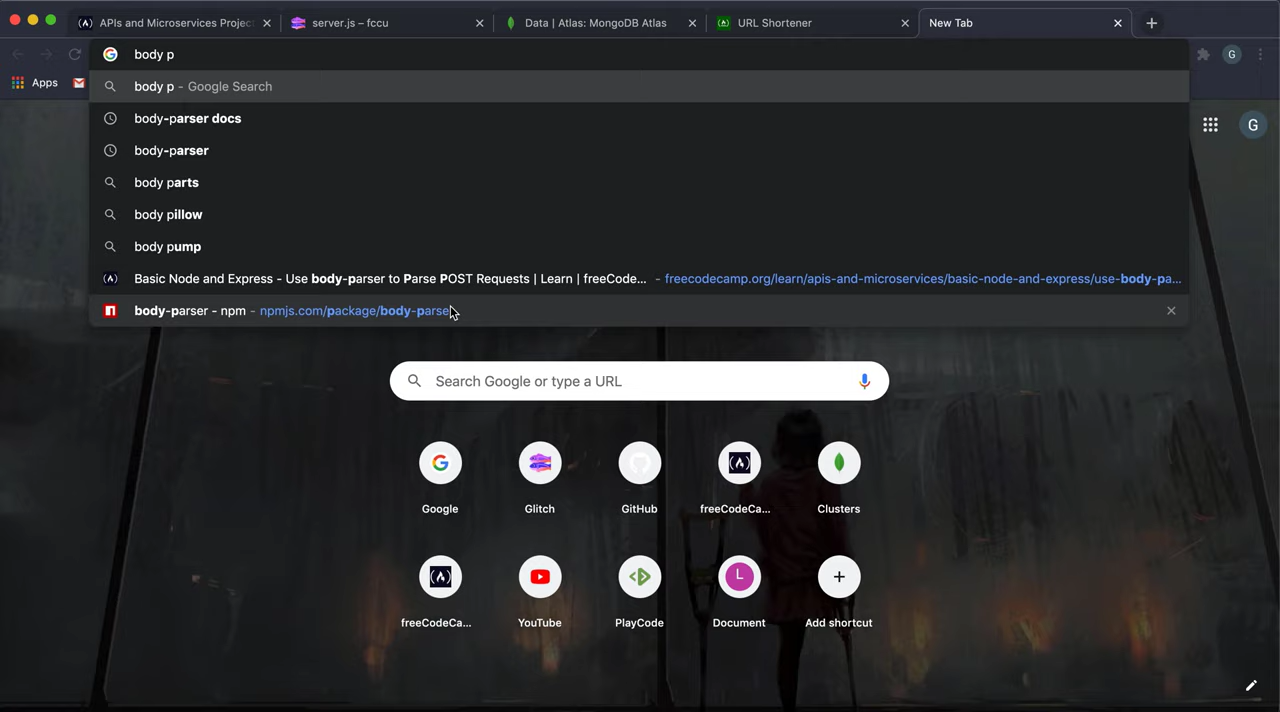 APIs and Microservices Projec
server.js – fccu
Data | Atlas: MongoDB Atlas
URL Shortener
New Tab
body p
G
Apps
body p - Google Search
body-parser docs
G
body-parser
body parts
body pillow
body pump
Basic Node and Express - Use body-parser to Parse POST Requests | Learn | freeCode... - freecodecamp.org/learn/apis-and-microservices/basic-node-and-express/use-body-pa...
body-parser - npm - npmjs.com/package/body-parse
Search Google or type a URL
Google
Glitch
GitHub
freeCodeCa...
Clusters
L
freeCodeCa...
YouTube
PlayCode
Document
Add shortcut